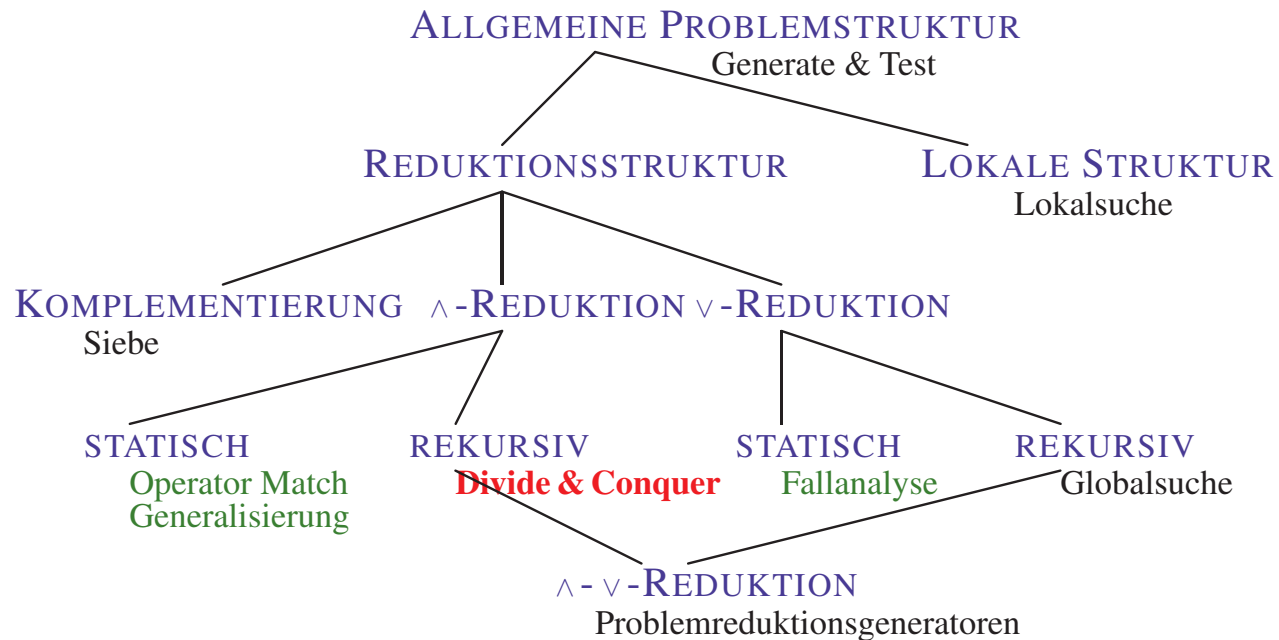 ALLGEMEINE PROBLEMSTRUKTUR
Generate & Test
REDUKTIONSSTRUKTUR
LOKALE STRUKTUR
Lokalsuche
KOMPLEMENTIERUNG
Siebe
∧-REDUKTION
∨-REDUKTION
STATISCH
Operator Match
Generalisierung
REKURSIV
Divide & Conquer
STATISCH
Fallanalyse
REKURSIV
Globalsuche
∧-∨-REDUKTION
Problemreduktionsgeneratoren